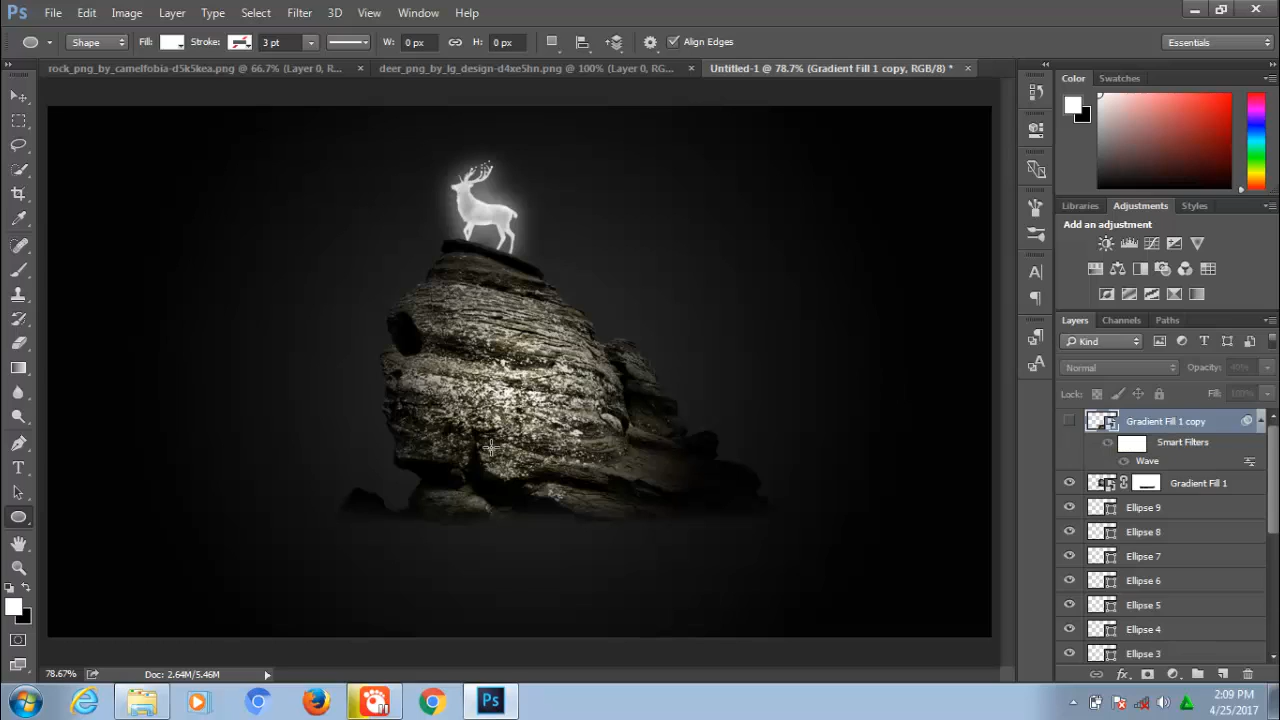 Ps File Edit Image Layer Type Select Filter 3D View Window Help
Shape Fill: Stroke: 3 pt W: 0 px H: 0 px Align Edges Essentials
rock_png_by_camelfobia-d5k5kea.png @ 66.7% (Layer 0, R... × deer_png_by_lg_design-d4xe5hn.png @ 100% (Layer 0, RG... × Untitled-1 @ 78.7% (Gradient Fill 1 copy, RGB/8) * ×
Color Swatches
Libraries Adjustments Styles
Add an adjustment
Layers Channels Paths
Kind
Normal Opacity:
Lock: Fill: 100%
Gradient Fill 1 copy
Smart Filters
Wave
Gradient Fill 1
Ellipse 9
Ellipse 8
Ellipse 7
Ellipse 6
Ellipse 5
Ellipse 4
Ellipse 3
78.67% Doc: 2.64M/5.46M
2:09 PM
4/25/2017